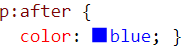 p:after {
color: blue; }